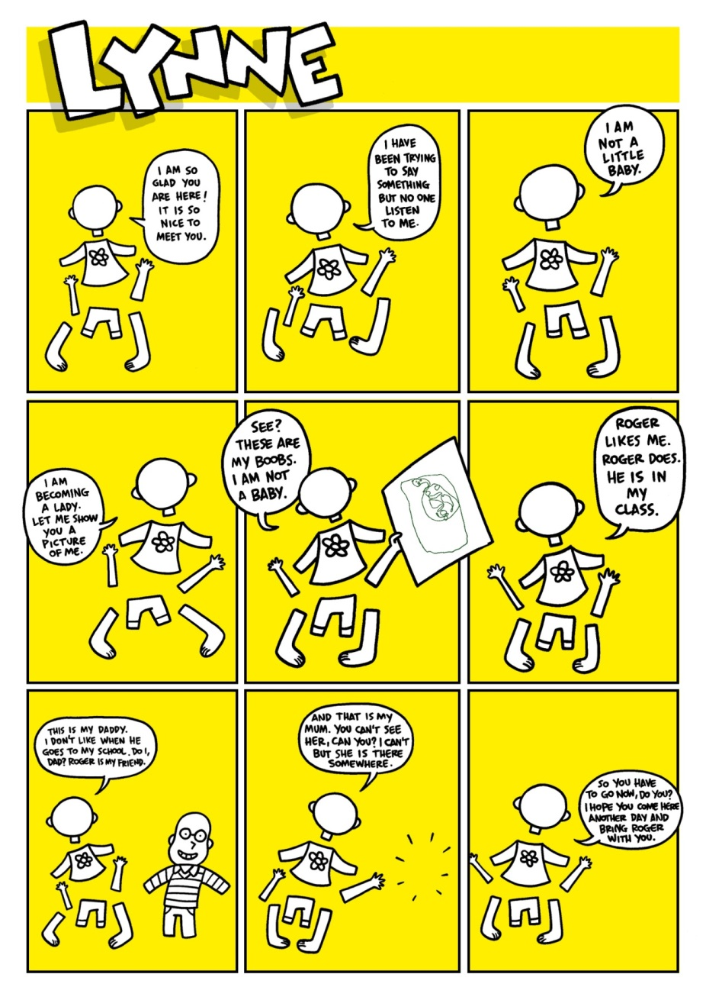 LYNNE
I AM SO
GLAD YOU
ARE HERE!
IT IS SO
NICE TO
MEET YOU.
I HAVE
BEEN TRYING
TO SAY
SOMETHING
BUT NO ONE
LISTEN
TO ME.
I AM
NOT A
LITTLE
BABY.
I AM
BECOMING
A LADY.
LET ME SHOW
YOU A
PICTURE
OF ME.
SEE?
THESE ARE
MY BOOBS.
I AM NOT
A BABY.
ROGER
LIKES ME.
ROGER DOES.
HE IS IN
MY
CLASS.
THIS IS MY DADDY.
I DON'T LIKE WHEN HE
GOES TO MY SCHOOL. DO I,
DAD? ROGER IS MY FRIEND.
AND THAT IS MY
MUM. YOU CAN'T SEE
HER, CAN YOU? I CAN'T
BUT SHE IS THERE
SOMEWHERE.
SO YOU HAVE
TO GO NOW, DO YOU?
I HOPE YOU COME HERE
ANOTHER DAY AND
BRING ROGER
WITH YOU.